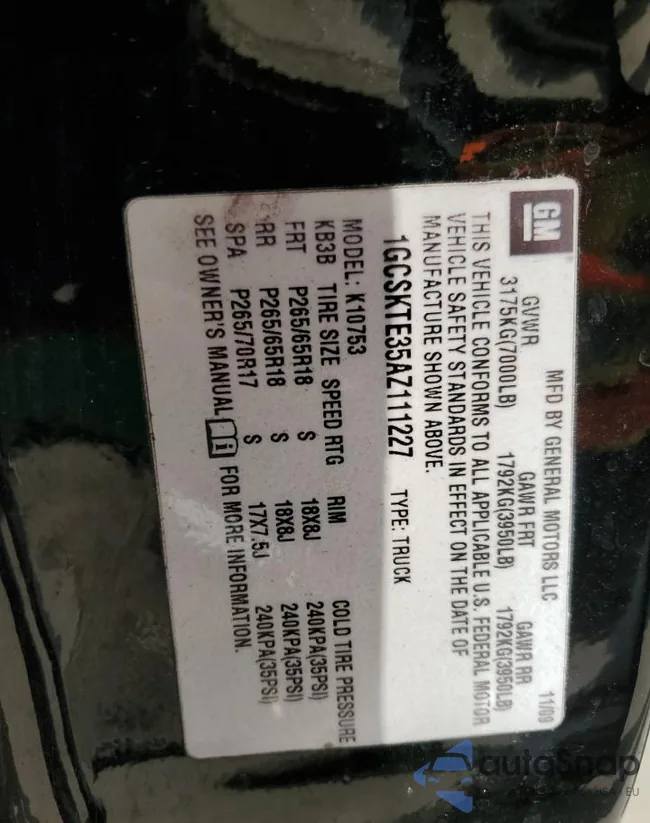 GM
MFD BY GENERAL MOTORS LLC 11/09
GVWR GAWR FRT GAWR RR
3175KG(7000LB) 1792KG(3950LB) 1792KG(3950LB)
THIS VEHICLE CONFORMS TO ALL APPLICABLE U.S. FEDERAL MOTOR
VEHICLE SAFETY STANDARDS IN EFFECT ON THE DATE OF
MANUFACTURE SHOWN ABOVE.
1GCSKTE35AZ111227 TYPE: TRUCK
MODEL: K10753
KB3B TIRE SIZE SPEED RTG RIM COLD TIRE PRESSURE
FRT P265/65R18 S 18X8J 240KPA(35PSI)
RR P265/65R18 S 18X8J 240KPA(35PSI)
SPA P265/70R17 S 17X7.5J 240KPA(35PSI)
SEE OWNER'S MANUAL i FOR MORE INFORMATION.
autoSnap